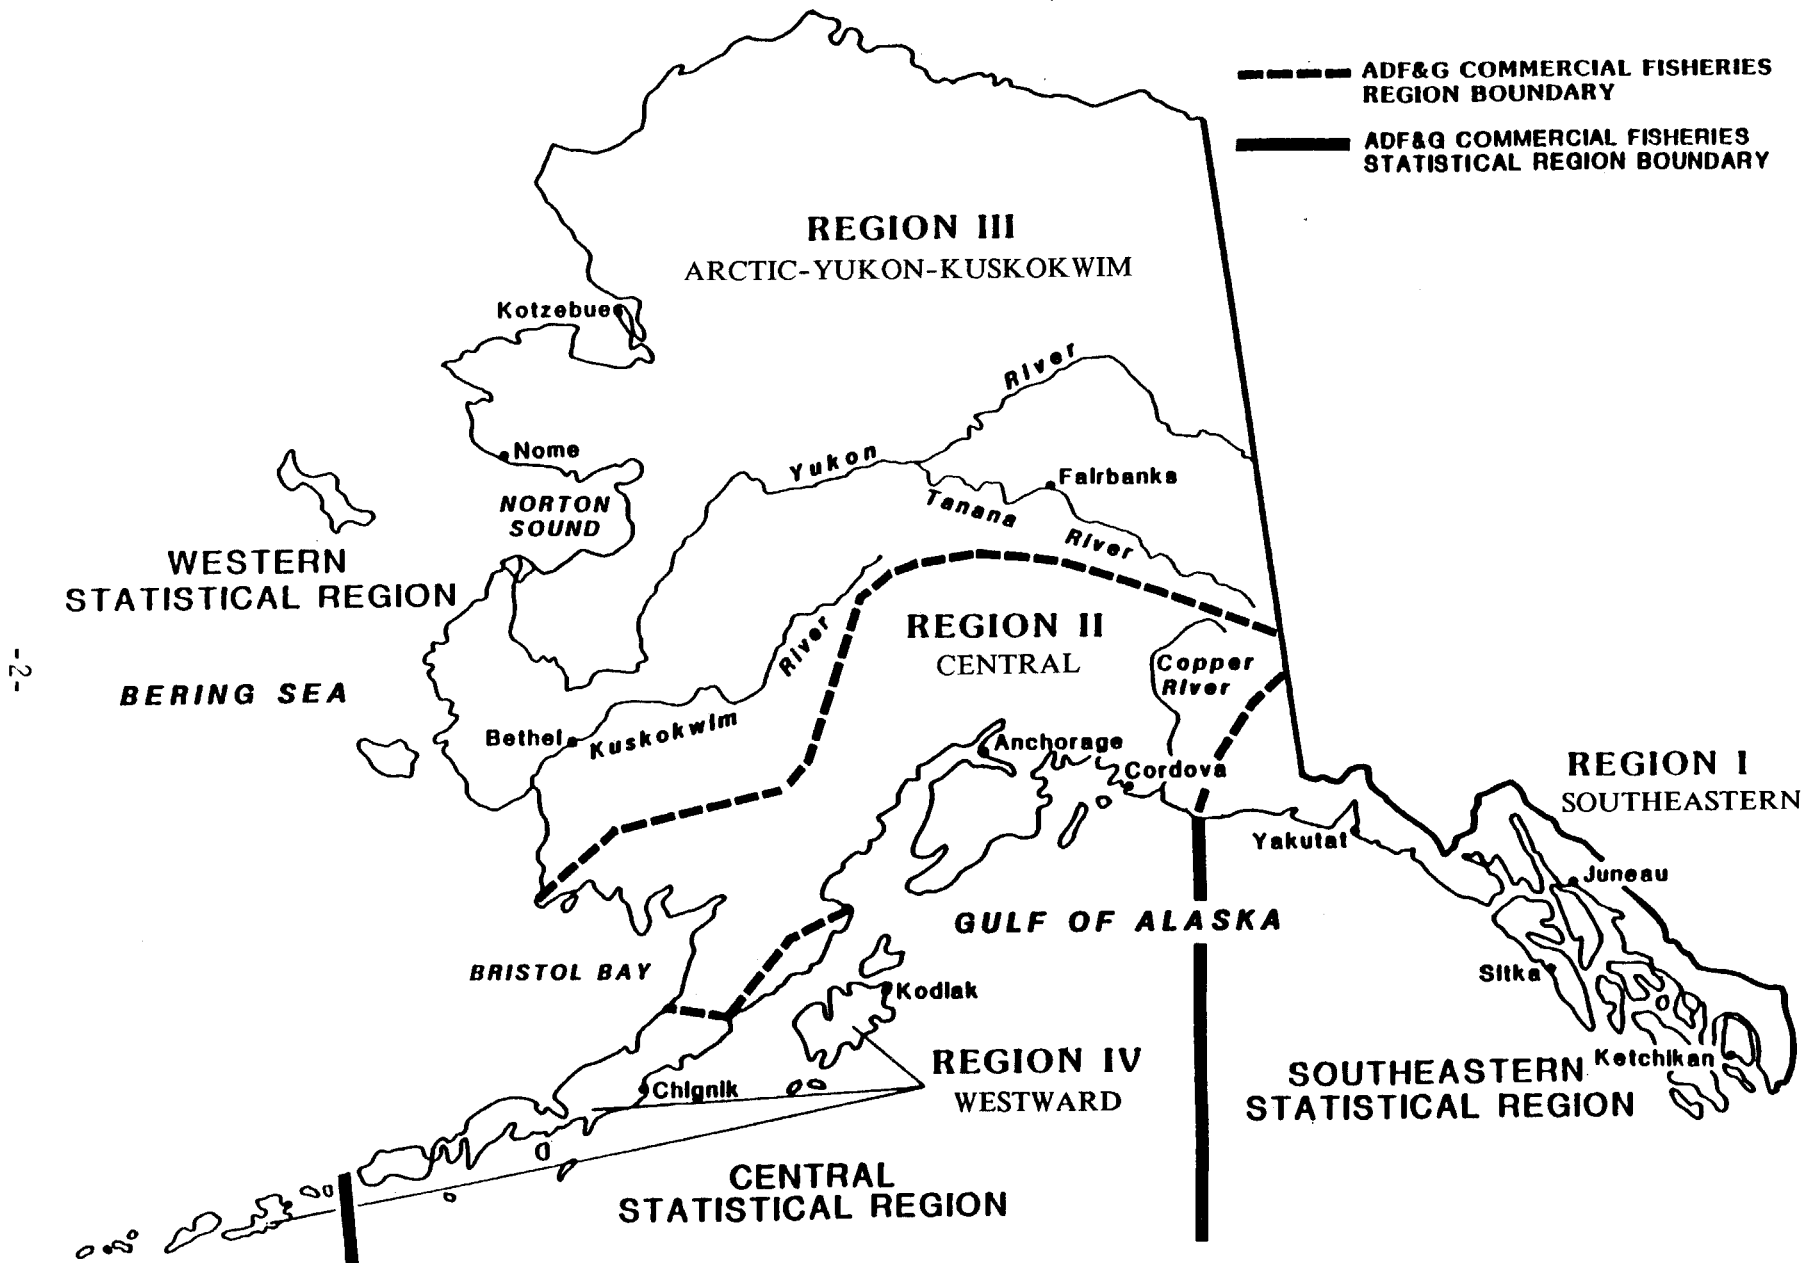 ADF&G COMMERCIAL FISHERIES
REGION BOUNDARY
ADF&G COMMERCIAL FISHERIES
STATISTICAL REGION BOUNDARY
REGION III
ARCTIC-YUKON-KUSKOKWIM
Kotzebue
River
Nome
Yukon
Fairbanks
NORTON
SOUND
Tanana
River
WESTERN
STATISTICAL REGION
REGION II
CENTRAL
River
Copper
River
-2-
BERING SEA
Bethel
Kuskokwim
Anchorage
Cordova
REGION I
SOUTHEASTERN
Yakutat
Juneau
GULF OF ALASKA
BRISTOL BAY
Sitka
Kodiak
REGION IV
WESTWARD
Ketchikan
SOUTHEASTERN
STATISTICAL REGION
Chignik
CENTRAL
STATISTICAL REGION